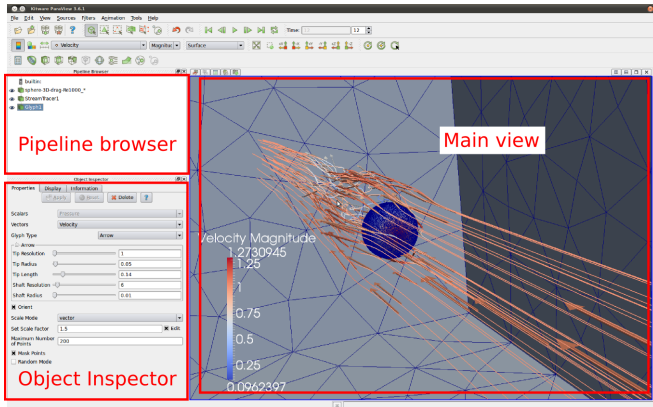 Kitware ParaView 3.6.1
File Edit View Sources Filters Animation Tools Help
Time: 12
Velocity Magnitu Surface
Pipeline Browser
builtin:
sphere-3D-drag-Re1000_*
StreamTracer1
Glyph1
Pipeline browser
Main view
Object Inspector
Properties Display Information
Apply Reset Delete ?
Scalars Pressure
Vectors Velocity
Glyph Type Arrow
Arrow
Tip Resolution 1
Tip Radius 0.05
Tip Length 0.04
Shaft Resolution 6
Shaft Radius 0.01
Orient
Scale Mode vector
Set Scale Factor 1.5 Edit
Maximum Number
of Points 200
Mask Points
Random Mode
Object Inspector
Velocity Magnitude
1.2730945
1.25
1
0.75
0.5
0.25
0.0962397